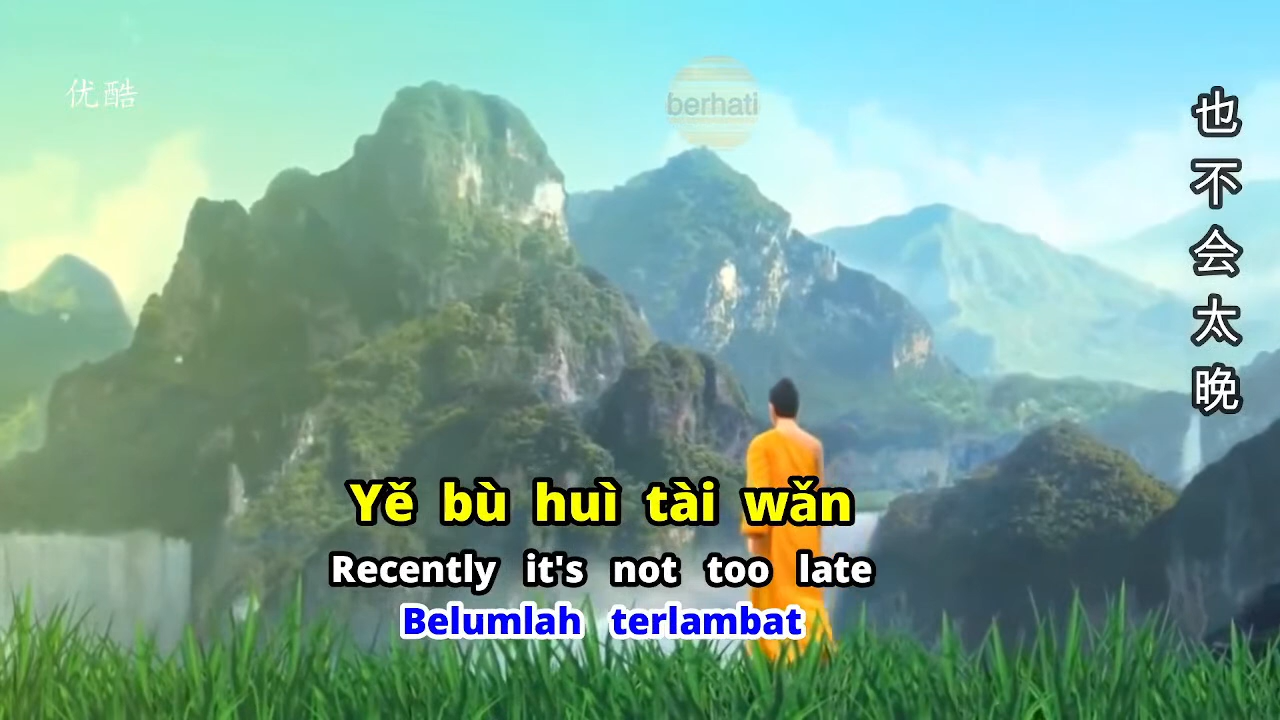 优酷
berhati
也不会太晚
Yě bù huì tài wǎn
Recently it's not too late
Belumlah terlambat